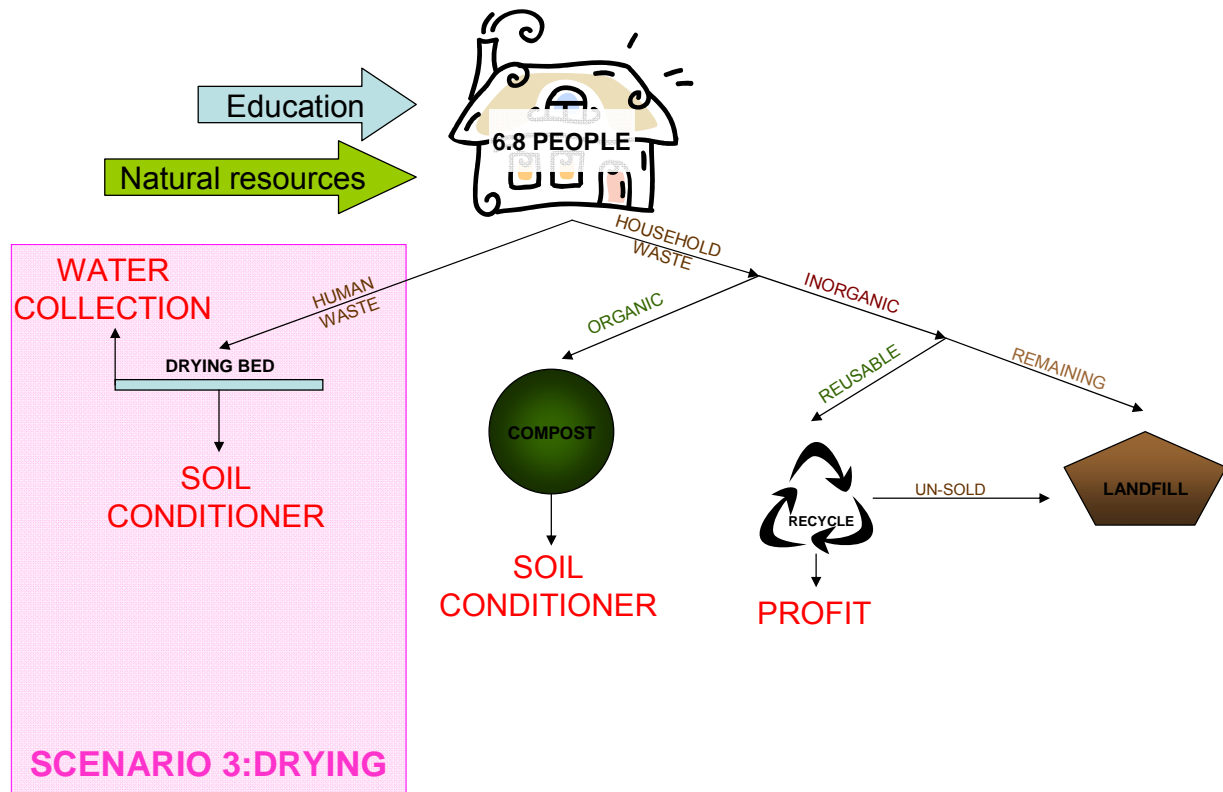 Education
6.8 PEOPLE
Natural resources
HOUSEHOLD
WASTE
WATER
COLLECTION
HUMAN
WASTE
INORGANIC
ORGANIC
DRYING BED
REUSABLE
REMAINING
COMPOST
SOIL
CONDITIONER
RECYCLE
UN-SOLD
LANDFILL
SOIL
CONDITIONER
PROFIT
SCENARIO 3:DRYING